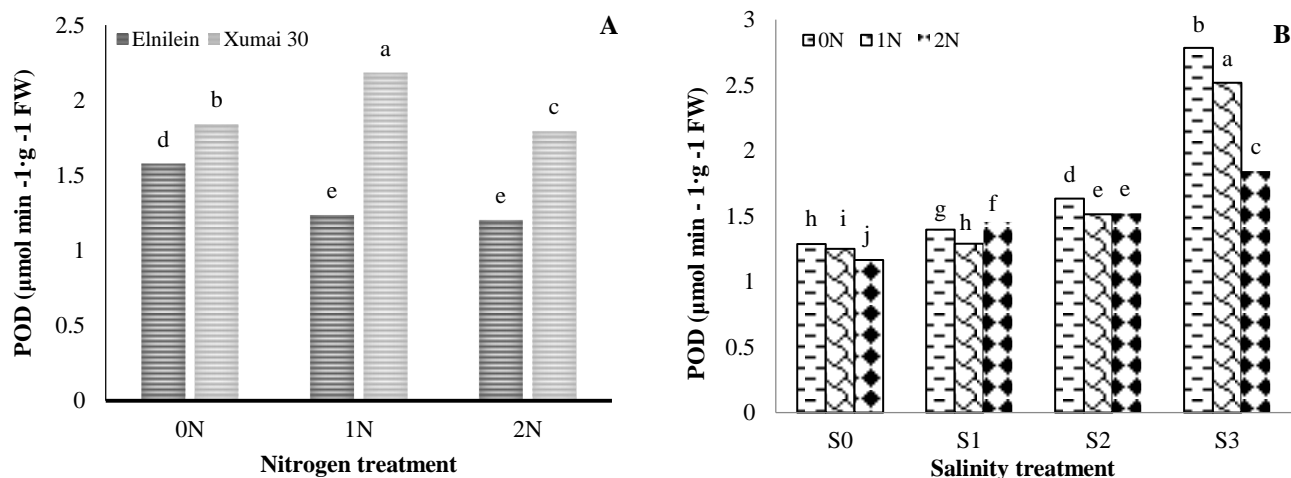 A
Elnilein Xumai 30
POD (µmol min -1·g -1 FW)
2.5
2
1.5
1
0.5
0
d b e a e c
0N 1N 2N
Nitrogen treatment
B
0N 1N 2N
POD (µmol min - 1·g -1 FW)
3
2.5
2
1.5
1
0.5
0
h i j g h f d e e b a c
S0 S1 S2 S3
Salinity treatment